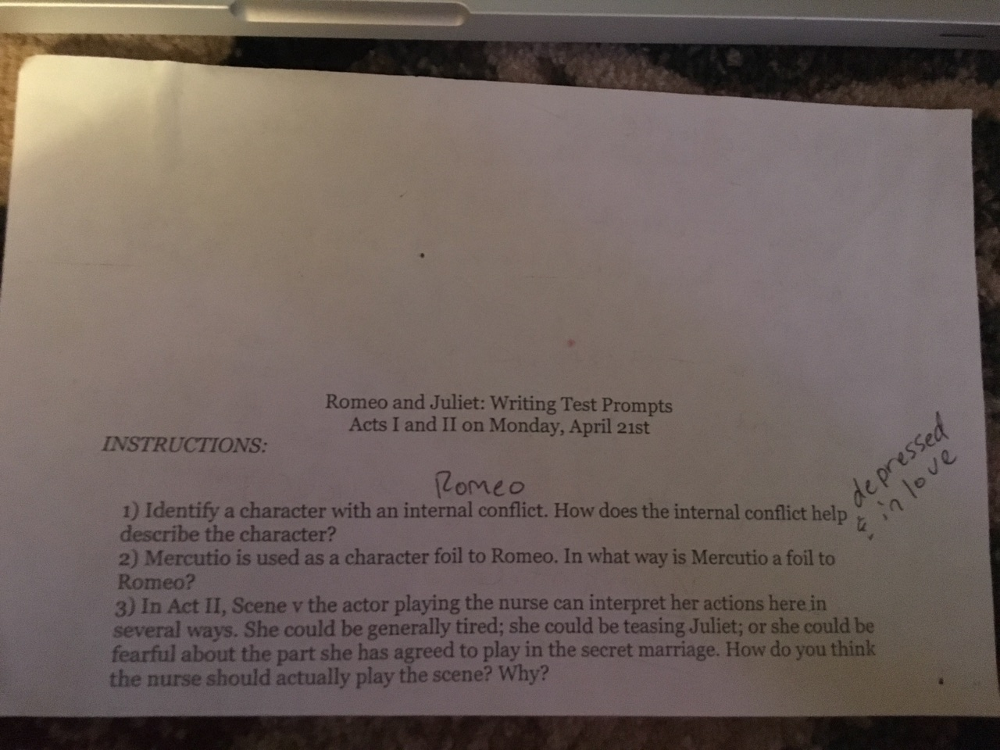 Romeo and Juliet: Writing Test Prompts
Acts I and II on Monday, April 21st
INSTRUCTIONS:
Romeo
1) Identify a character with an internal conflict. How does the internal conflict help
describe the character?
depressed
& in love
2) Mercutio is used as a character foil to Romeo. In what way is Mercutio a foil to
Romeo?
3) In Act II, Scene v the actor playing the nurse can interpret her actions here in
several ways. She could be generally tired; she could be teasing Juliet; or she could be
fearful about the part she has agreed to play in the secret marriage. How do you think
the nurse should actually play the scene? Why?